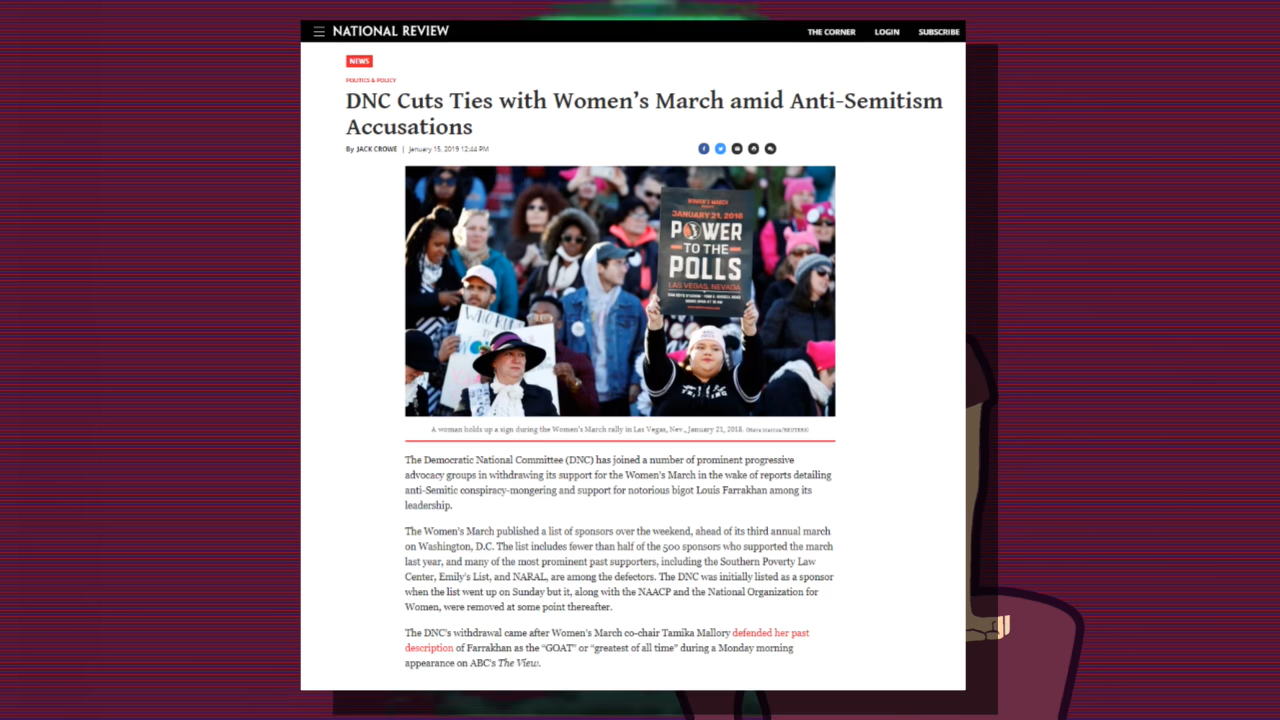 NATIONAL REVIEW
THE CORNER LOGIN SUBSCRIBE
NEWS
POLITICS & POLICY
DNC Cuts Ties with Women's March amid Anti-Semitism
Accusations
By JACK CROWE | January 15, 2019 12:44 PM
WOMEN'S MARCH
JANUARY 21, 2018
POWER
TO THE
POLLS
LAS VEGAS, NEVADA
A woman holds up a sign during the Women's March rally in Las Vegas, Nev., January 21, 2018.
The Democratic National Committee (DNC) has joined a number of prominent progressive
advocacy groups in withdrawing its support for the Women's March in the wake of reports detailing
anti-Semitic conspiracy-mongering and support for notorious bigot Louis Farrakhan among its
leadership.
The Women's March published a list of sponsors over the weekend, ahead of its third annual march
on Washington, D.C. The list includes fewer than half of the 500 sponsors who supported the march
last year, and many of the most prominent past supporters, including the Southern Poverty Law
Center, Emily's List, and NARAL, are among the defectors. The DNC was initially listed as a sponsor
when the list went up on Sunday but it, along with the NAACP and the National Organization for
Women, were removed at some point thereafter.
The DNC's withdrawal came after Women's March co-chair Tamika Mallory defended her past
description of Farrakhan as the "GOAT" or "greatest of all time" during a Monday morning
appearance on ABC's The View.